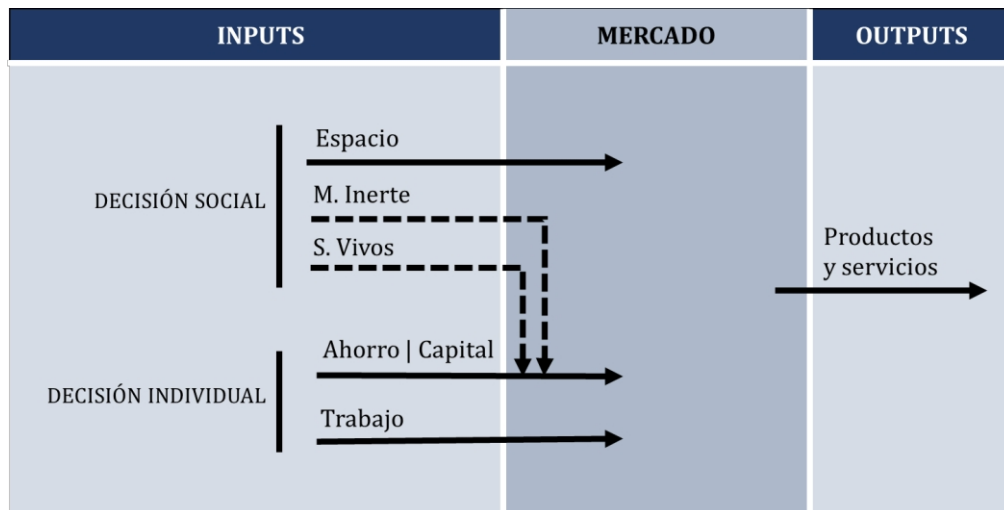 INPUTS
MERCADO
OUTPUTS
Espacio
M. Inerte
DECISIÓN SOCIAL
S. Vivos
Productos
y servicios
Ahorro | Capital
DECISIÓN INDIVIDUAL
Trabajo